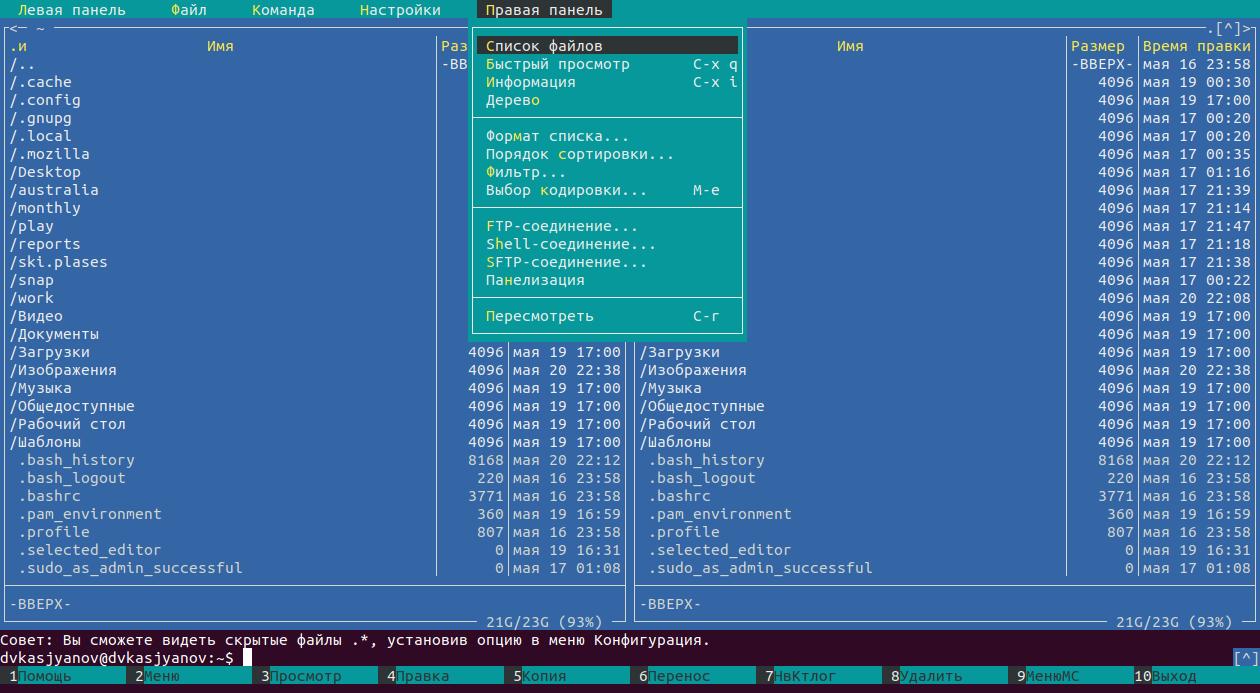 Левая панель Файл Команда Настройки Правая панель
<─ ~ .[^]>
.и Имя Раз Имя Размер Время правки
/.. -ВВ Список файлов -ВВЕРХ- мая 16 23:58
/.cache Быстрый просмотр C-x q 4096 мая 19 00:30
/.config Информация C-x i 4096 мая 19 17:00
/.gnupg Дерево 4096 мая 17 00:20
/.local Формат списка... 4096 мая 17 00:20
/.mozilla Порядок сортировки... 4096 мая 17 00:35
/Desktop Фильтр... 4096 мая 17 01:16
/australia Выбор кодировки... M-e 4096 мая 17 21:39
/monthly 4096 мая 17 21:14
/play FTP-соединение... 4096 мая 17 21:47
/reports Shell-соединение... 4096 мая 17 21:18
/ski.plases SFTP-соединение... 4096 мая 17 21:38
/snap Панелизация 4096 мая 17 00:22
/work 4096 мая 20 22:08
/Видео Пересмотреть C-r 4096 мая 19 17:00
/Документы 4096 мая 19 17:00
/Загрузки 4096 мая 19 17:00 /Загрузки 4096 мая 19 17:00
/Изображения 4096 мая 20 22:38 /Изображения 4096 мая 20 22:38
/Музыка 4096 мая 19 17:00 /Музыка 4096 мая 19 17:00
/Общедоступные 4096 мая 19 17:00 /Общедоступные 4096 мая 19 17:00
/Рабочий стол 4096 мая 19 17:00 /Рабочий стол 4096 мая 19 17:00
/Шаблоны 4096 мая 19 17:00 /Шаблоны 4096 мая 19 17:00
.bash_history 8168 мая 20 22:12 .bash_history 8168 мая 20 22:12
.bash_logout 220 мая 16 23:58 .bash_logout 220 мая 16 23:58
.bashrc 3771 мая 16 23:58 .bashrc 3771 мая 16 23:58
.pam_environment 360 мая 19 16:59 .pam_environment 360 мая 19 16:59
.profile 807 мая 16 23:58 .profile 807 мая 16 23:58
.selected_editor 0 мая 19 16:31 .selected_editor 0 мая 19 16:31
.sudo_as_admin_successful 0 мая 17 01:08 .sudo_as_admin_successful 0 мая 17 01:08
-ВВЕРХ- -ВВЕРХ-
21G/23G (93%) 21G/23G (93%)
Совет: Вы сможете видеть скрытые файлы .*, установив опцию в меню Конфигурация.
dvkasjyanov@dvkasjyanov:~$ [^]
1Помощь 2Меню 3Просмотр 4Правка 5Копия 6Перенос 7НвКтлог 8Удалить 9МенюMC 10Выход